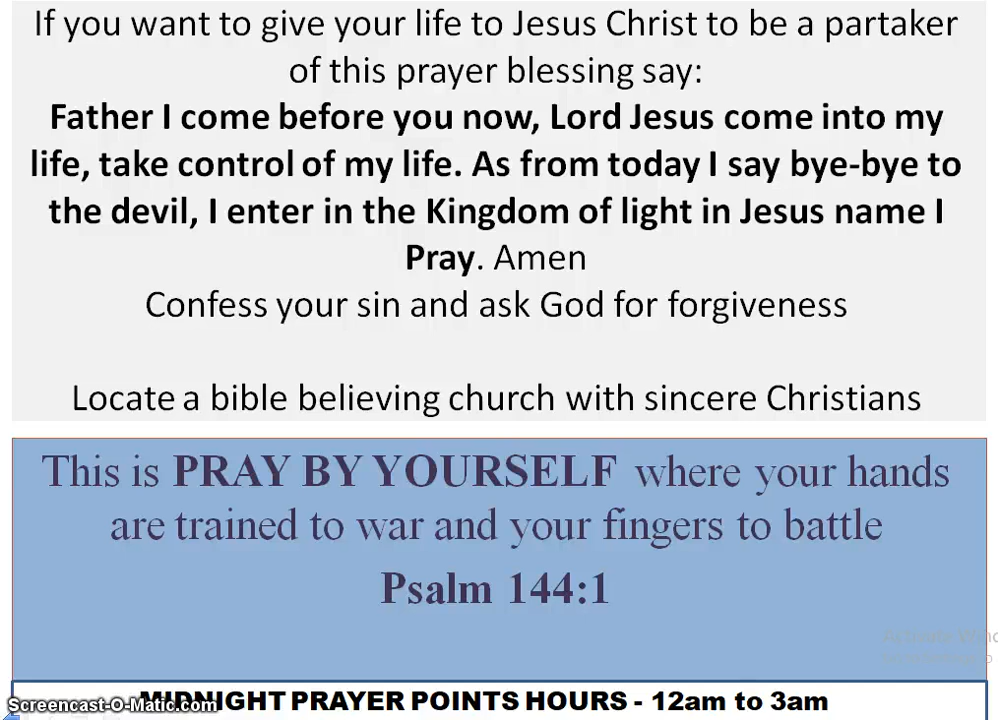 If you want to give your life to Jesus Christ to be a partaker
of this prayer blessing say:
Father I come before you now, Lord Jesus come into my
life, take control of my life. As from today I say bye-bye to
the devil, I enter in the Kingdom of light in Jesus name I
Pray. Amen
Confess your sin and ask God for forgiveness
Locate a bible believing church with sincere Christians
This is PRAY BY YOURSELF where your hands
are trained to war and your fingers to battle
Psalm 144:1
MIDNIGHT PRAYER POINTS HOURS - 12am to 3am
Screencast-O-Matic.com